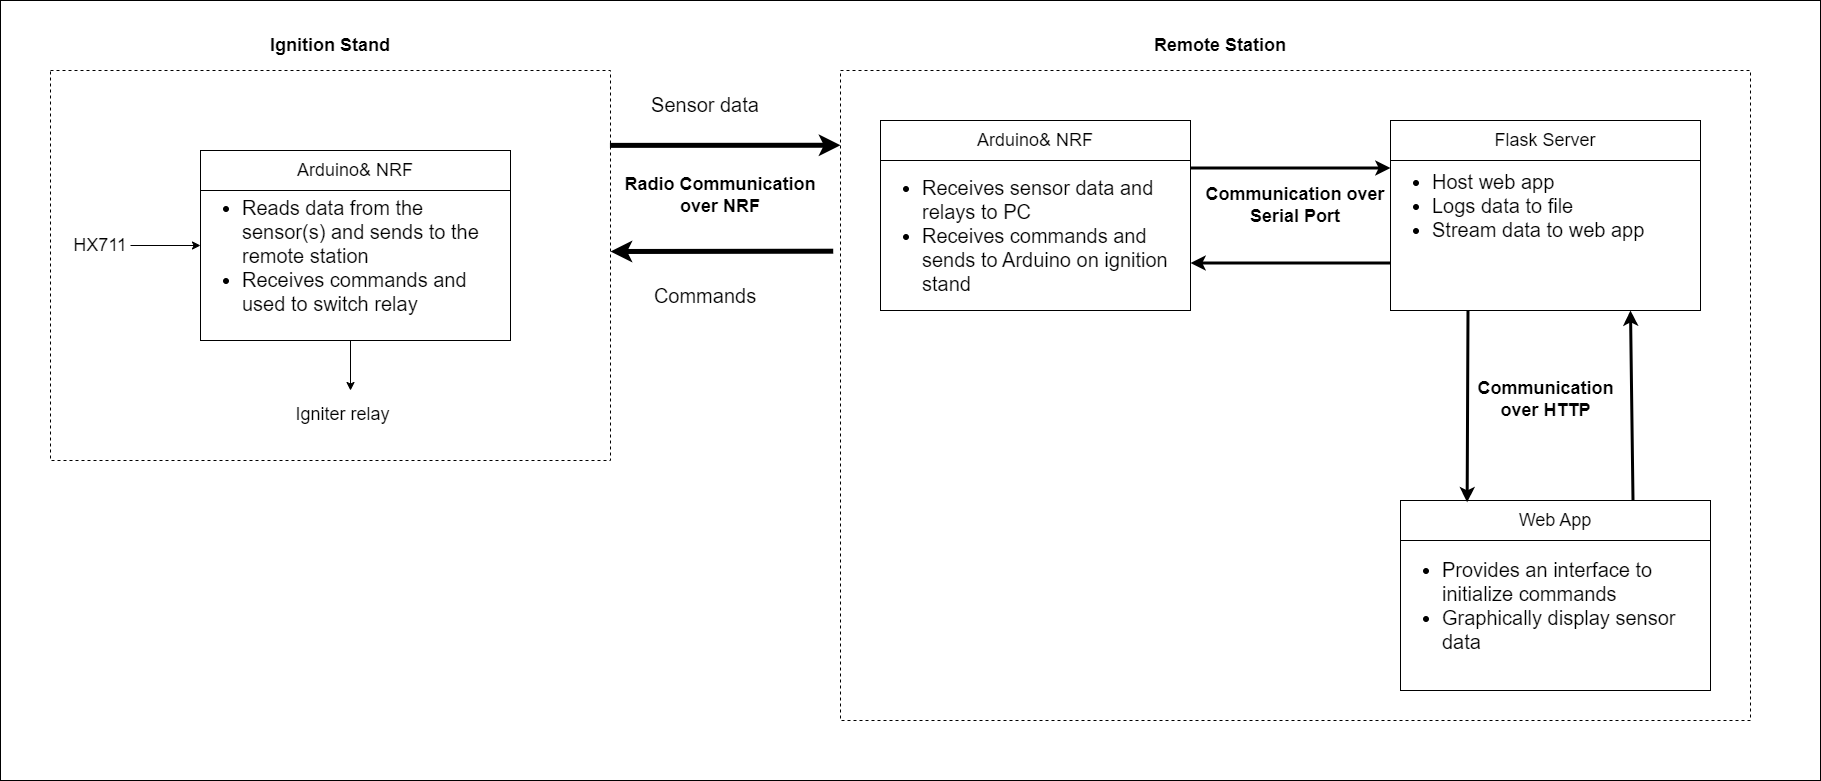 Ignition Stand
Remote Station
Sensor data
Radio Communication
over NRF
Commands
Arduino& NRF
• Reads data from the
sensor(s) and sends to the
remote station
• Receives commands and
used to switch relay
HX711
Igniter relay
Arduino& NRF
• Receives sensor data and
relays to PC
• Receives commands and
sends to Arduino on ignition
stand
Communication over
Serial Port
Flask Server
• Host web app
• Logs data to file
• Stream data to web app
Communication
over HTTP
Web App
• Provides an interface to
initialize commands
• Graphically display sensor
data